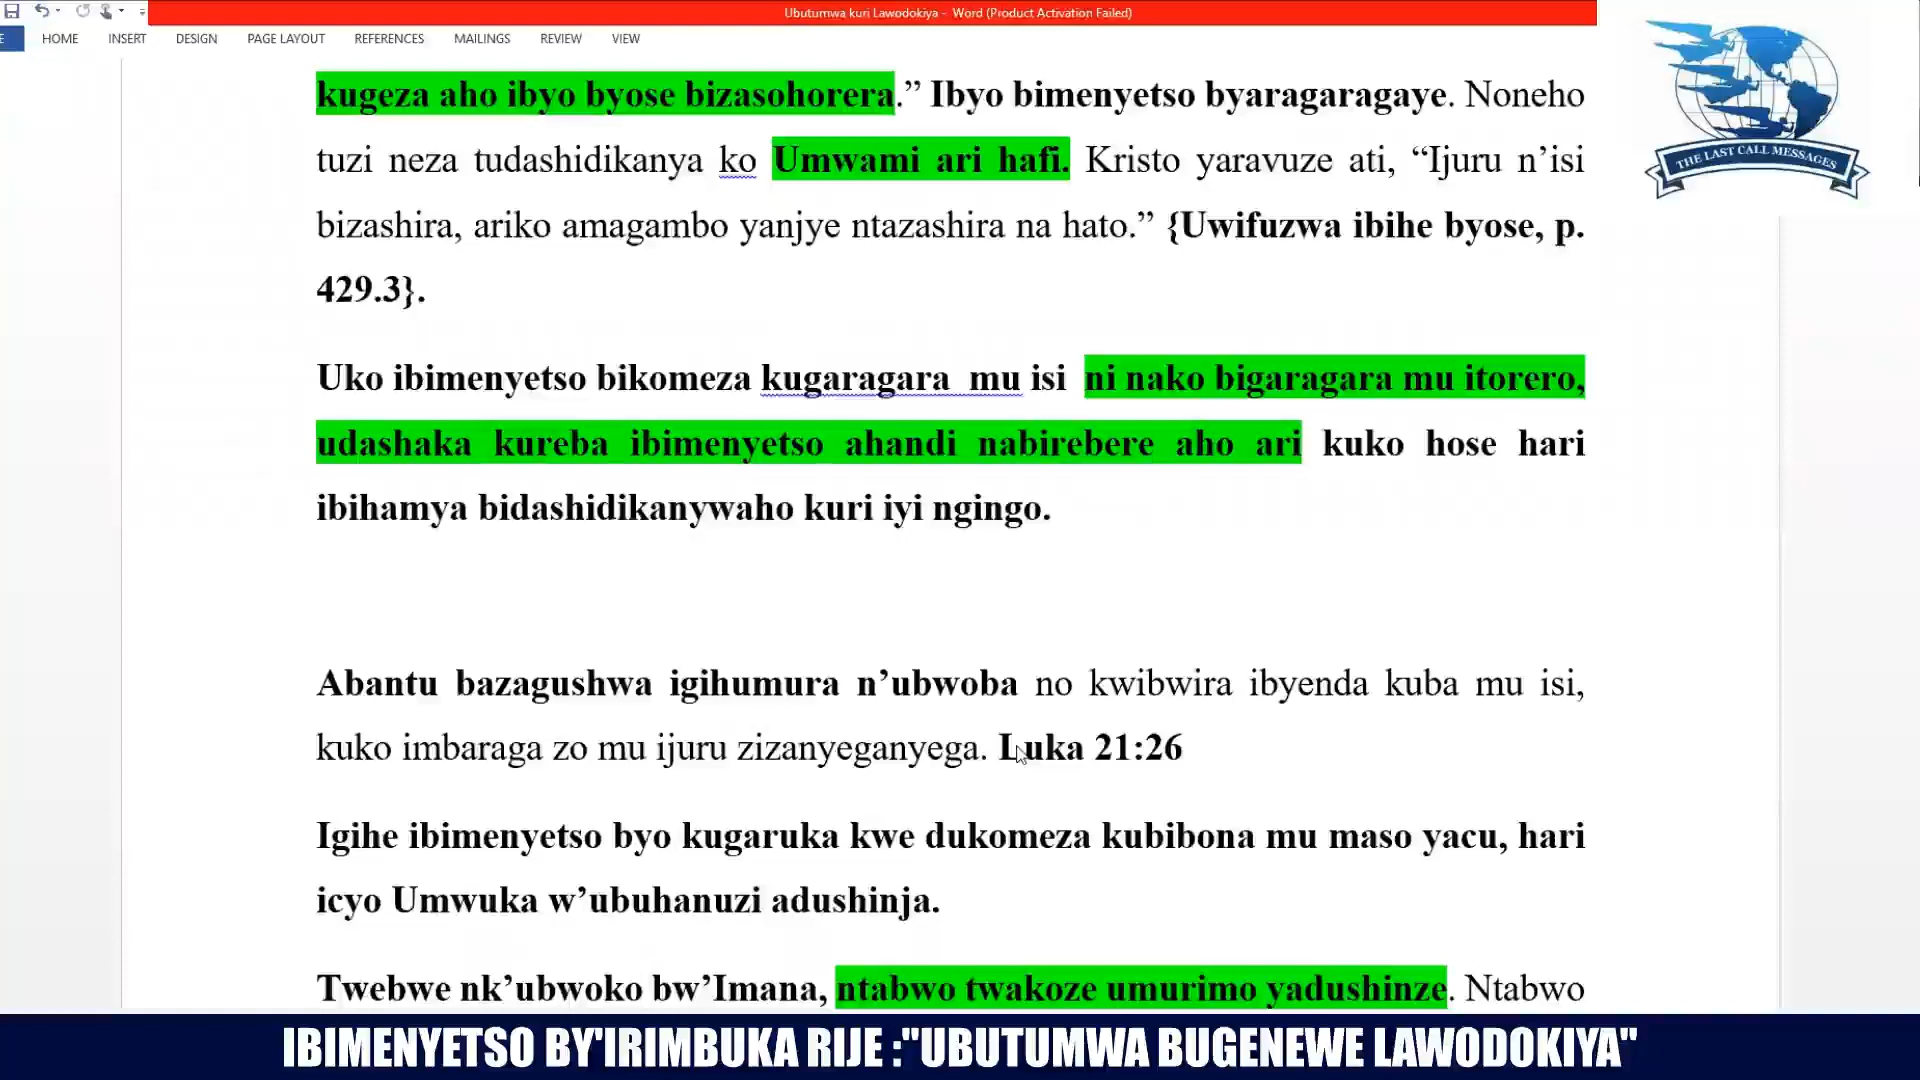 Ubutumwa kuri Lawodokiya - Word (Product Activation Failed)
HOME INSERT DESIGN PAGE LAYOUT REFERENCES MAILINGS REVIEW VIEW
THE LAST CALL MESSAGES
kugeza aho ibyo byose bizasohorera.” Ibyo bimenyetso byaragaragaye. Noneho
tuzi neza tudashidikanya ko Umwami ari hafi. Kristo yaravuze ati, “Ijuru n’isi
bizashira, ariko amagambo yanjye ntazashira na hato.” {Uwifuzwa ibihe byose, p.
429.3}.
Uko ibimenyetso bikomeza kugaragara mu isi ni nako bigaragara mu itorero,
udashaka kureba ibimenyetso ahandi nabirebere aho ari kuko hose hari
ibihamya bidashidikanywaho kuri iyi ngingo.
Abantu bazagushwa igihumura n’ubwoba no kwibwira ibyenda kuba mu isi,
kuko imbaraga zo mu ijuru zizanyeganyega. Luka 21:26
Igihe ibimenyetso byo kugaruka kwe dukomeza kubibona mu maso yacu, hari
icyo Umwuka w’ubuhanuzi adushinja.
Twebwe nk’ubwoko bw’Imana, ntabwo twakoze umurimo yadushinze. Ntabwo
IBIMENYETSO BY'IRIMBUKA RIJE :"UBUTUMWA BUGENEWE LAWODOKIYA"